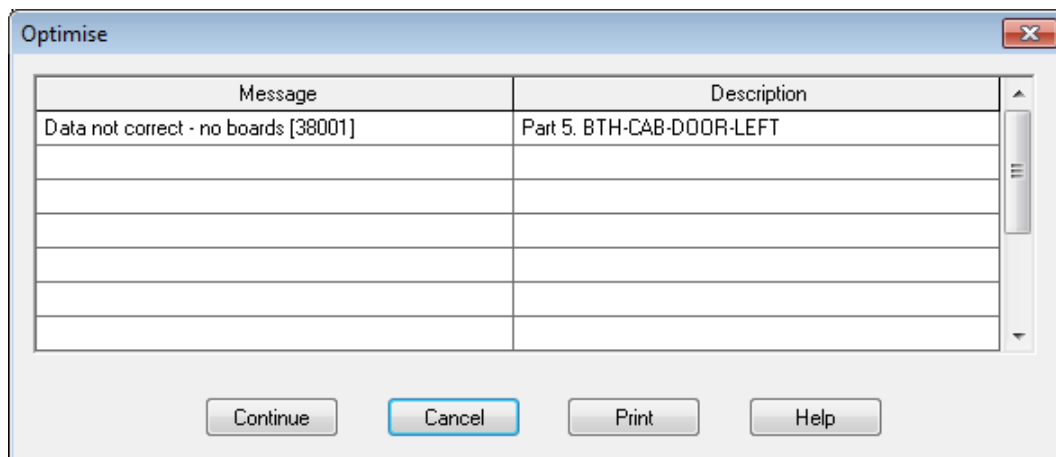 Optimise
Message Description
Data not correct - no boards [38001] Part 5. BTH-CAB-DOOR-LEFT
Continue Cancel Print Help